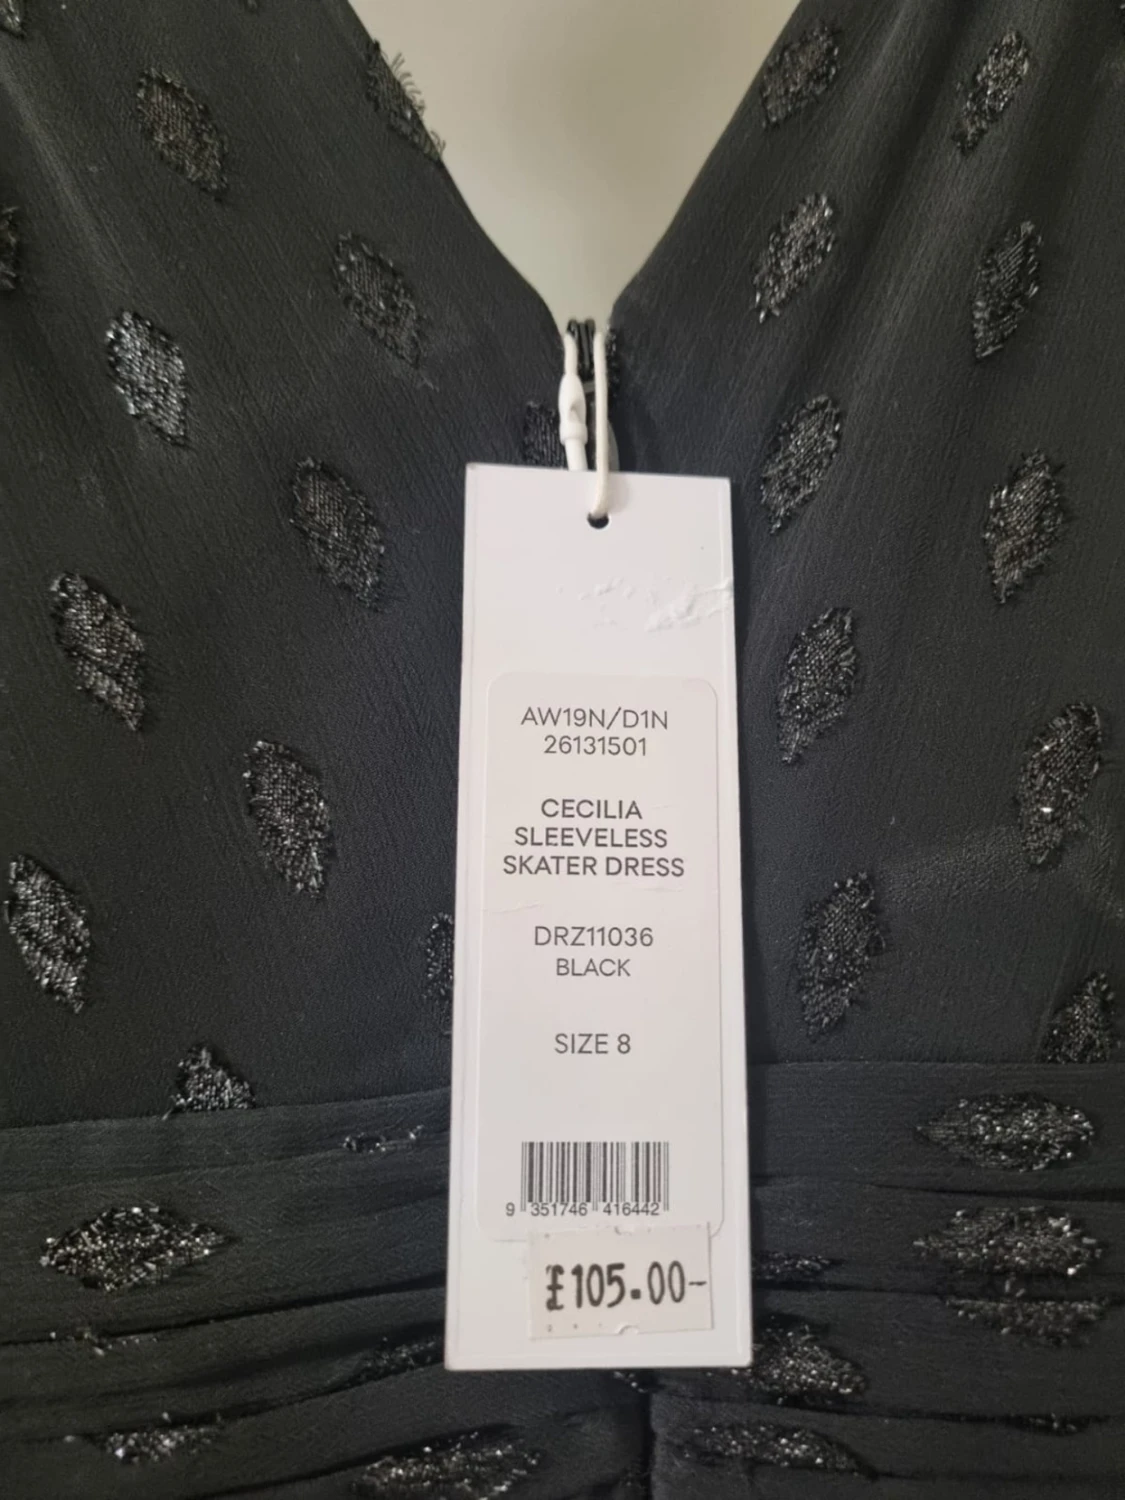 AW19N/D1N
26131501
CECILIA
SLEEVELESS
SKATER DRESS
DRZ11036
BLACK
SIZE 8
9 351746 416442
£105.00-